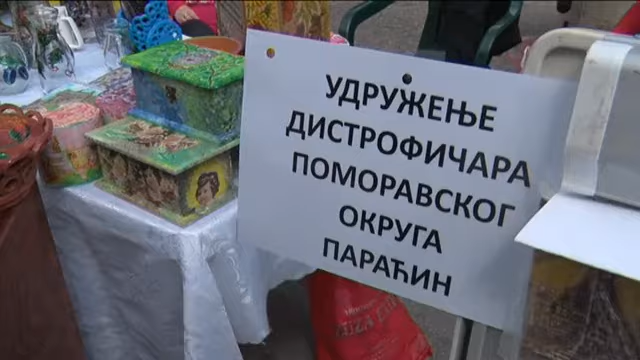 УДРУЖЕЊЕ
ДИСТРОФИЧАРА
ПОМОРАВСКОГ
ОКРУГА
ПАРАЋИН